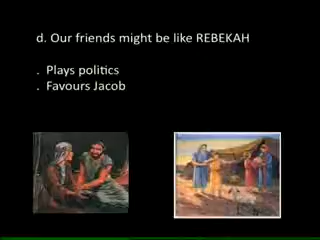 d. Our friends might be like REBEKAH
. Plays politics
. Favours Jacob